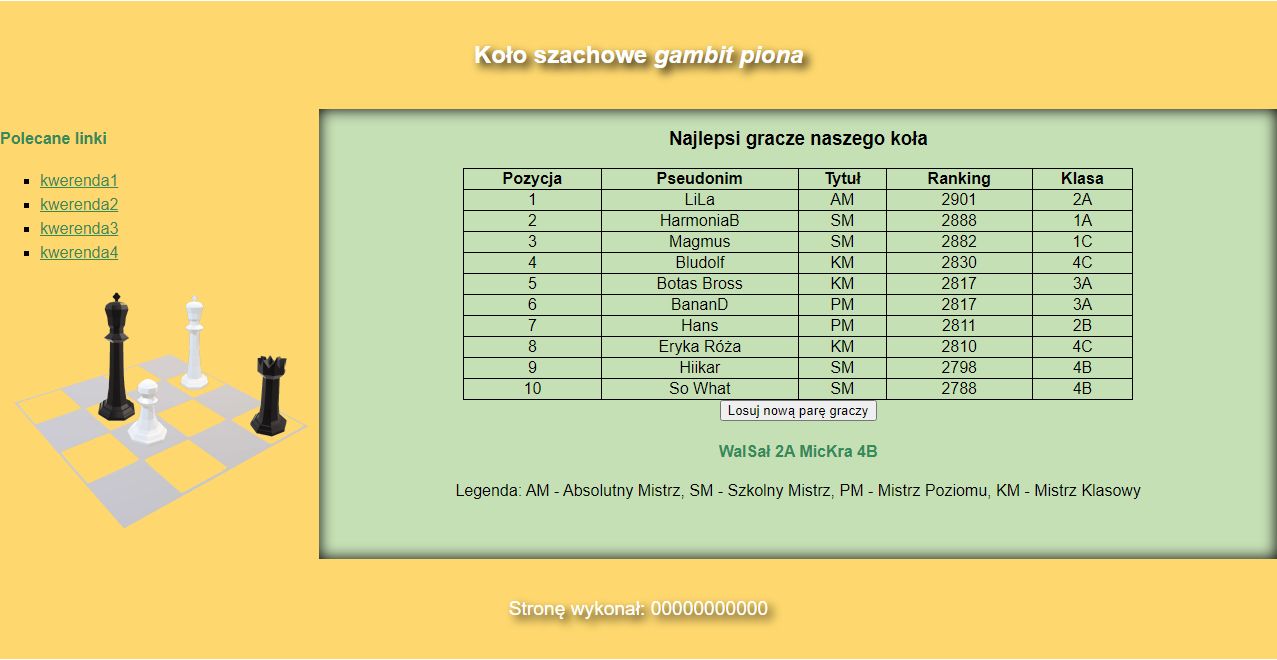 Koło szachowe gambit piona
Polecane linki
kwerenda1
kwerenda2
kwerenda3
kwerenda4
Najlepsi gracze naszego koła
Pozycja Pseudonim Tytuł Ranking Klasa
1 LiLa AM 2901 2A
2 HarmoniaB SM 2888 1A
3 Magmus SM 2882 1C
4 Bludolf KM 2830 4C
5 Botas Bross KM 2817 3A
6 BananD PM 2817 3A
7 Hans PM 2811 2B
8 Eryka Róża KM 2810 4C
9 Hiikar SM 2798 4B
10 So What SM 2788 4B
Losuj nową parę graczy
WalSał 2A MicKra 4B
Legenda: AM - Absolutny Mistrz, SM - Szkolny Mistrz, PM - Mistrz Poziomu, KM - Mistrz Klasowy
Stronę wykonał: 00000000000